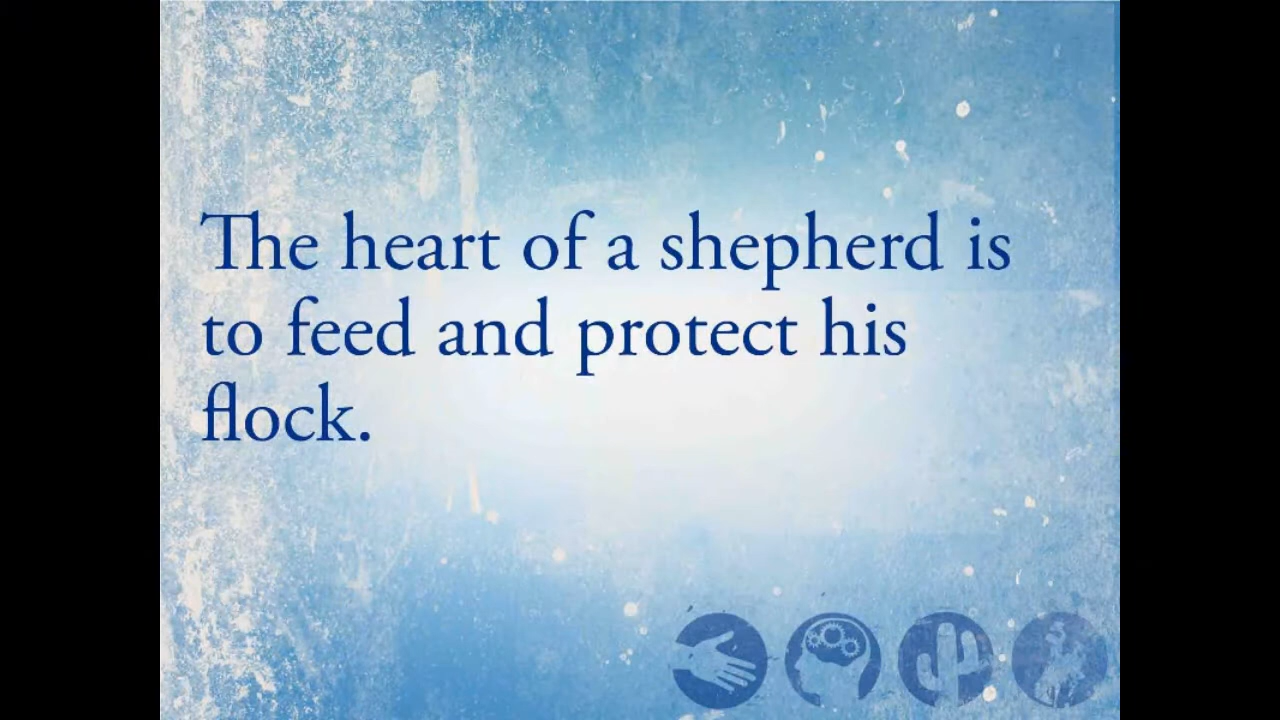 The heart of a shepherd is
to feed and protect his
flock.